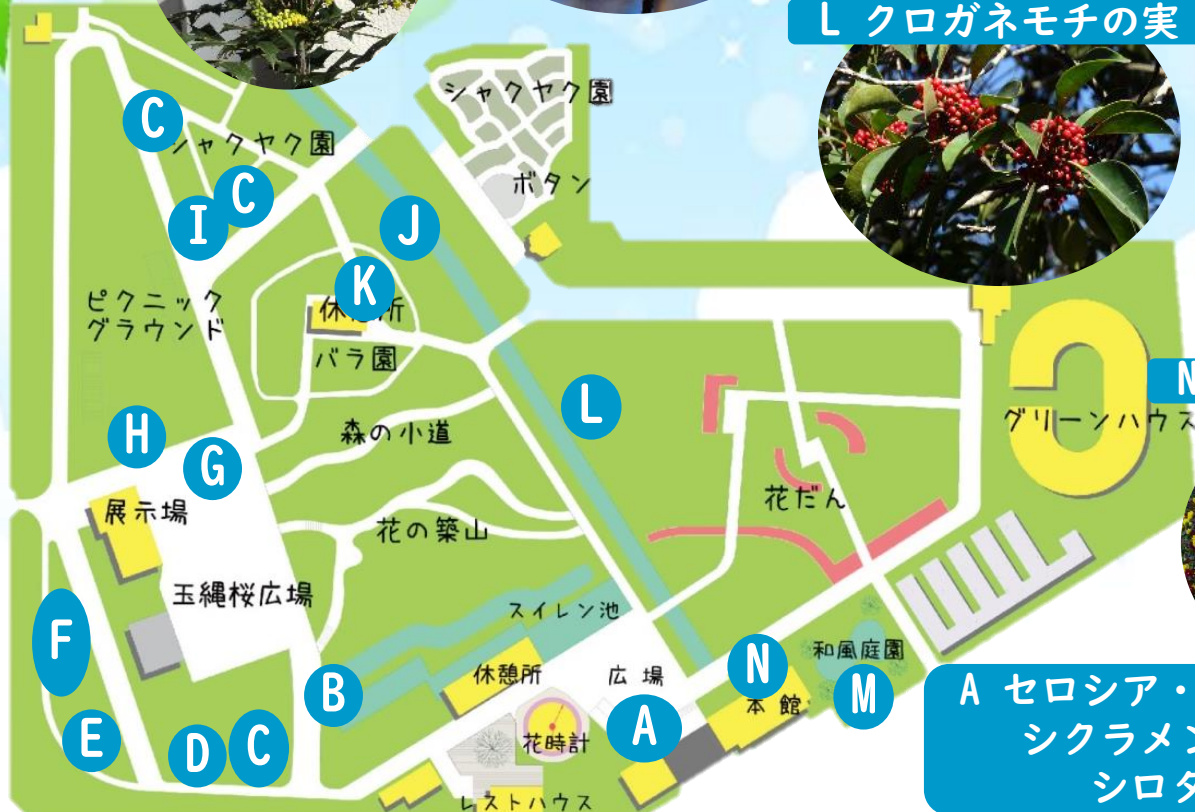 L クロガネモチの実
シャクヤク園
ボタン
C
シャクヤク園
C
I
J
K
休憩所
ピクニック
グラウンド
バラ園
L
N
グリーンハウス
H
G
森の小道
展示場
花の築山
花だん
玉縄桜広場
スイレン池
F
和風庭園
B
休憩所
広場
N
本館
M
E
D
C
花時計
A
レストハウス
A セロシア・
シクラメン
シロタ